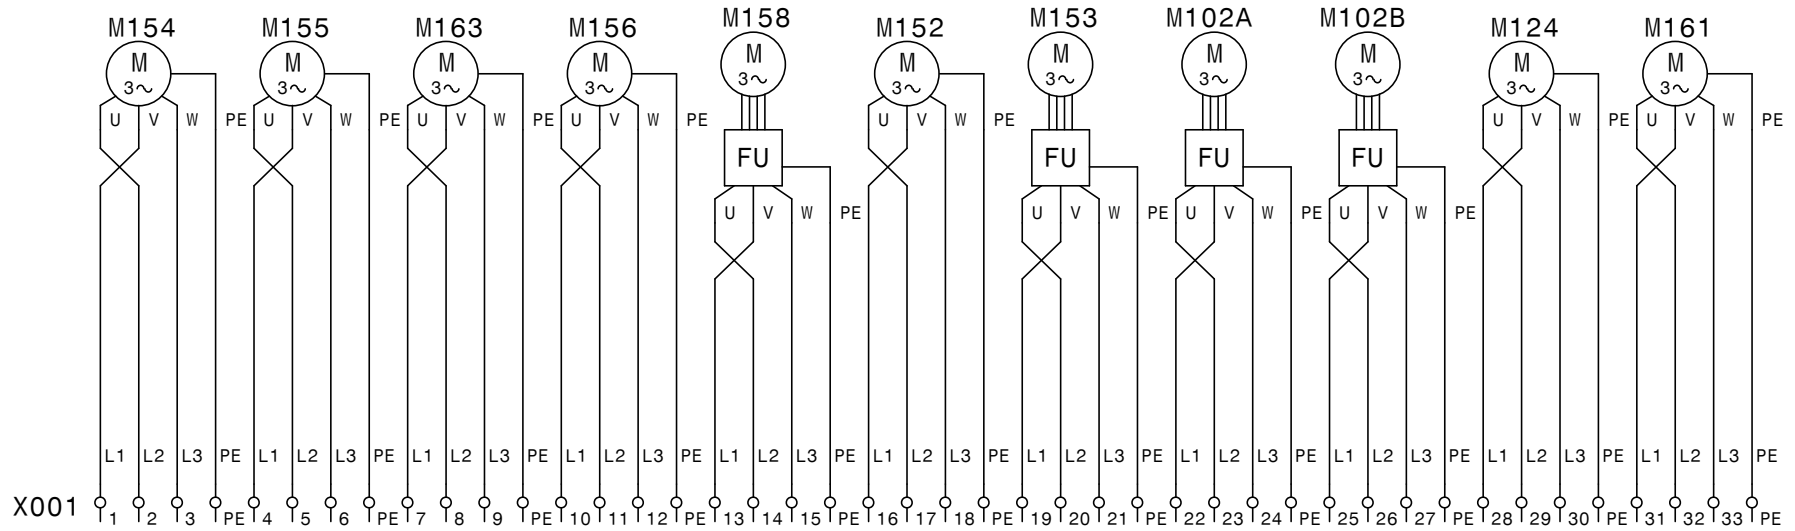 M154 M155 M163 M156 M158 M152 M153 M102A M102B M124 M161
M M M M M M M M M M M
3~ 3~ 3~ 3~ 3~ 3~ 3~ 3~ 3~ 3~ 3~
U V W PE U V W PE U V W PE U V W PE U V W PE U V W PE U V W PE
FU FU FU FU
U V W PE U V W PE U V W PE U V W PE
L1 L2 L3 PE L1 L2 L3 PE L1 L2 L3 PE L1 L2 L3 PE L1 L2 L3 PE L1 L2 L3 PE L1 L2 L3 PE L1 L2 L3 PE L1 L2 L3 PE L1 L2 L3 PE L1 L2 L3 PE
X001 1 2 3 PE 4 5 6 PE 7 8 9 PE 10 11 12 PE 13 14 15 PE 16 17 18 PE 19 20 21 PE 22 23 24 PE 25 26 27 PE 28 29 30 PE 31 32 33 PE